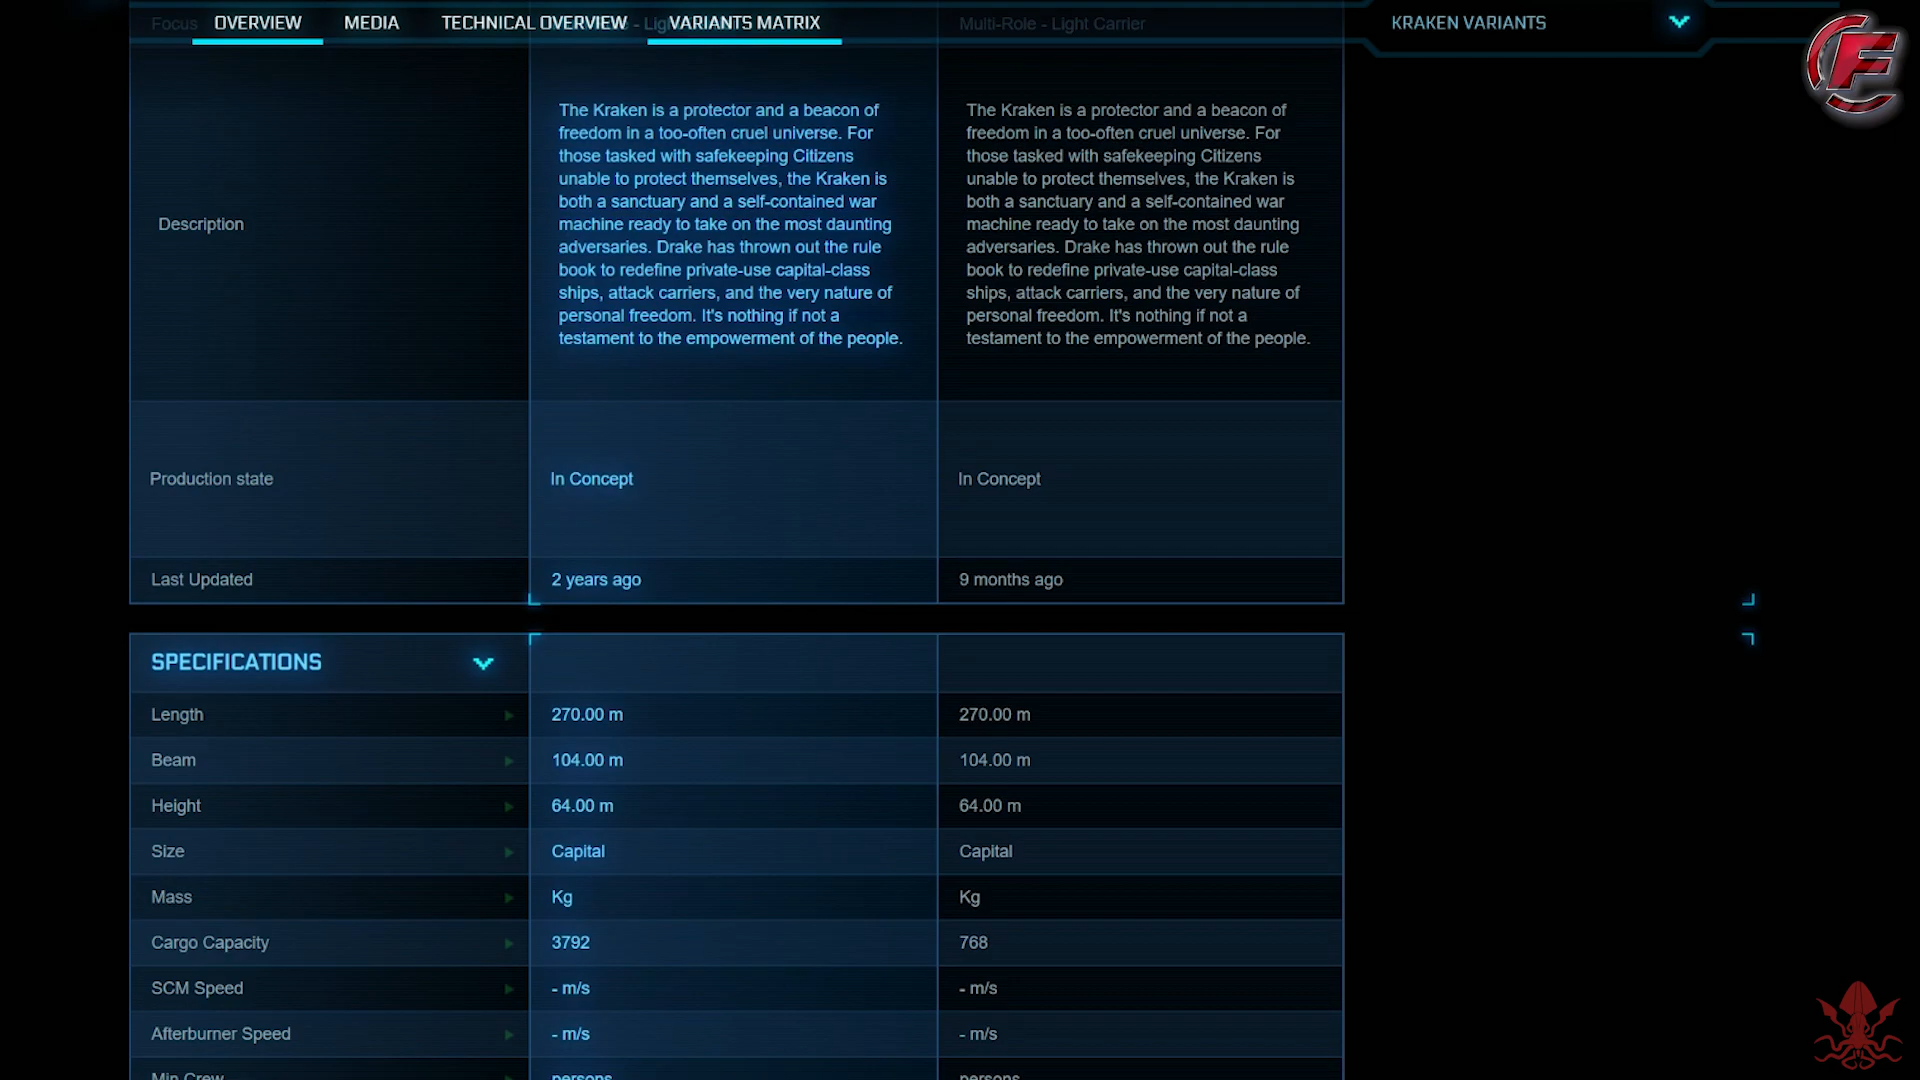 OVERVIEW
MEDIA
TECHNICAL OVERVIEW
VARIANTS MATRIX
KRAKEN VARIANTS
Focus
Multi-Role - Light Carrier
Description
The Kraken is a protector and a beacon of
freedom in a too-often cruel universe. For
those tasked with safekeeping Citizens
unable to protect themselves, the Kraken is
both a sanctuary and a self-contained war
machine ready to take on the most daunting
adversaries. Drake has thrown out the rule
book to redefine private-use capital-class
ships, attack carriers, and the very nature of
personal freedom. It's nothing if not a
testament to the empowerment of the people.
The Kraken is a protector and a beacon of
freedom in a too-often cruel universe. For
those tasked with safekeeping Citizens
unable to protect themselves, the Kraken is
both a sanctuary and a self-contained war
machine ready to take on the most daunting
adversaries. Drake has thrown out the rule
book to redefine private-use capital-class
ships, attack carriers, and the very nature of
personal freedom. It's nothing if not a
testament to the empowerment of the people.
Production state
In Concept
In Concept
Last Updated
2 years ago
9 months ago
SPECIFICATIONS
Length
270.00 m
270.00 m
Beam
104.00 m
104.00 m
Height
64.00 m
64.00 m
Size
Capital
Capital
Mass
Kg
Kg
Cargo Capacity
3792
768
SCM Speed
- m/s
- m/s
Afterburner Speed
- m/s
- m/s
Min Crew
persons
persons